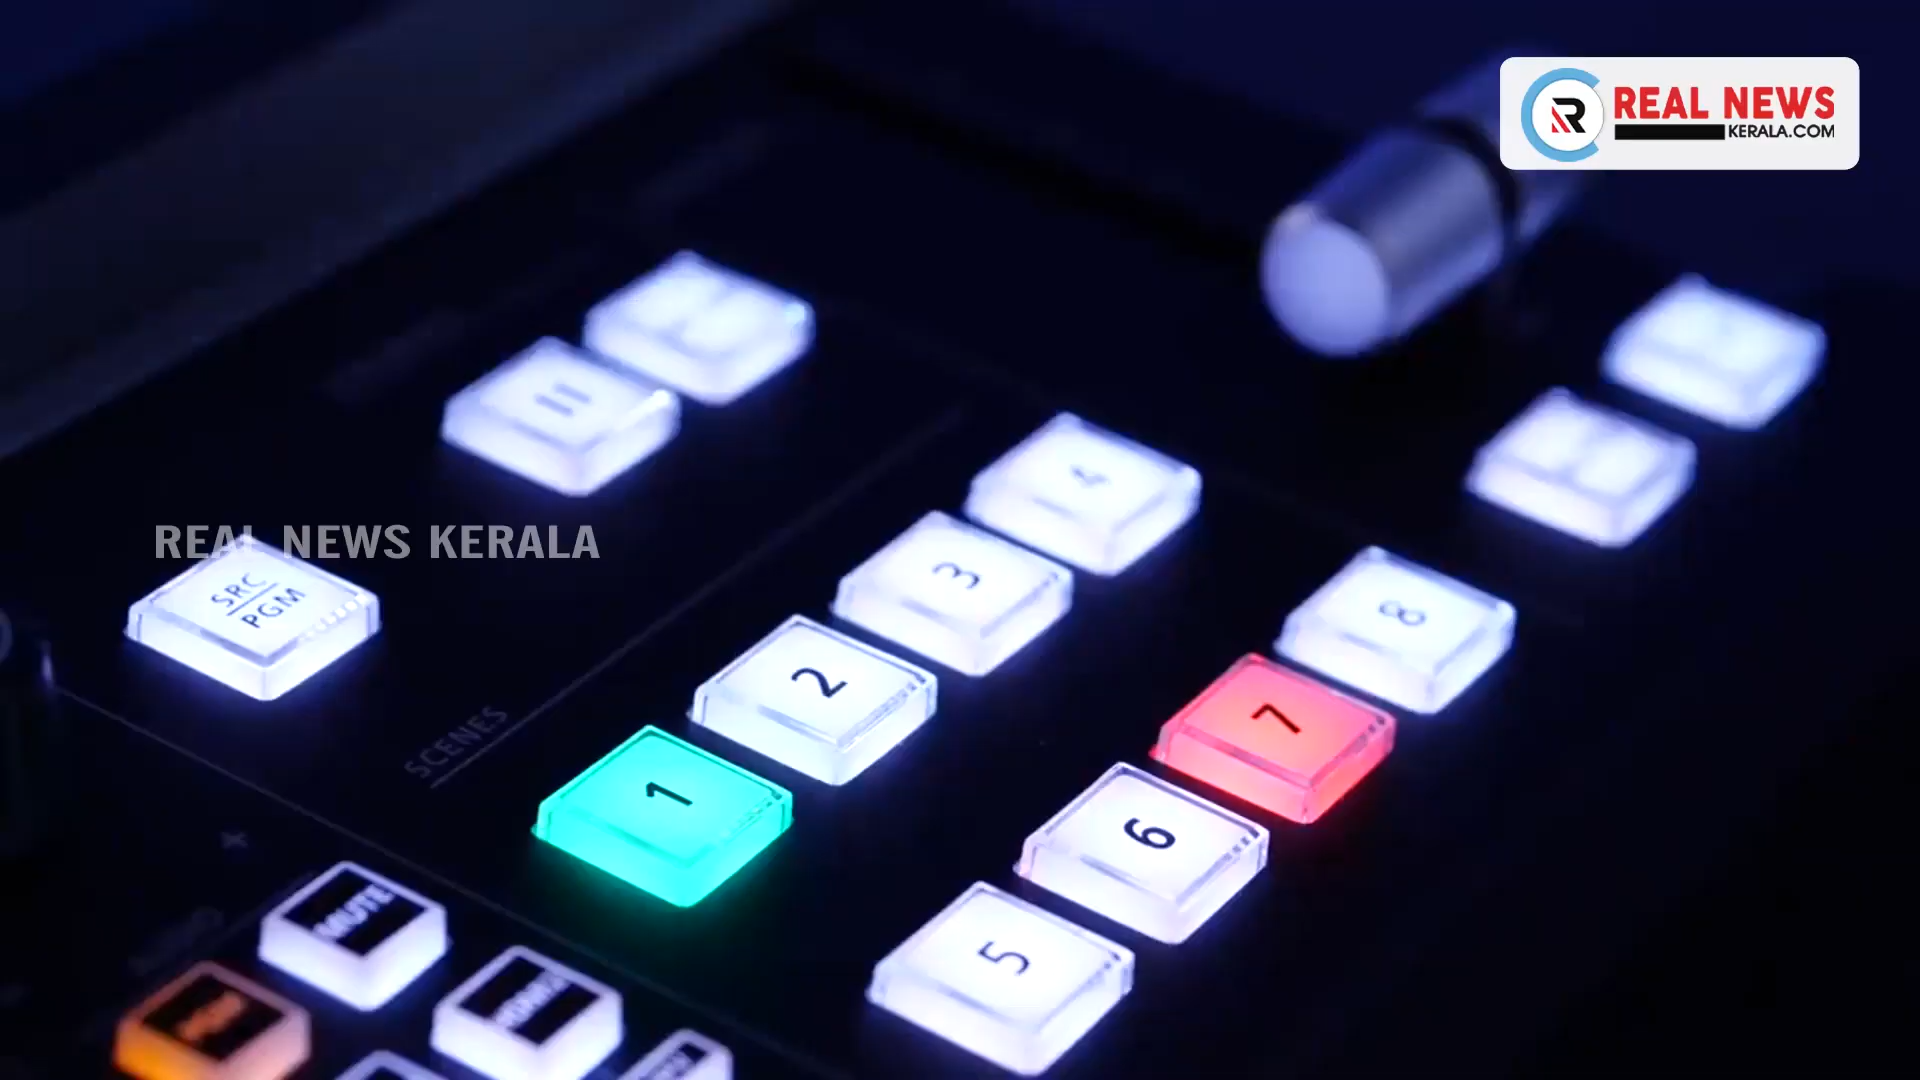 REAL NEWS
KERALA.COM
REAL NEWS KERALA
SRC
PGM
SCENES
1
2
3
4
5
6
7
8
MUTE